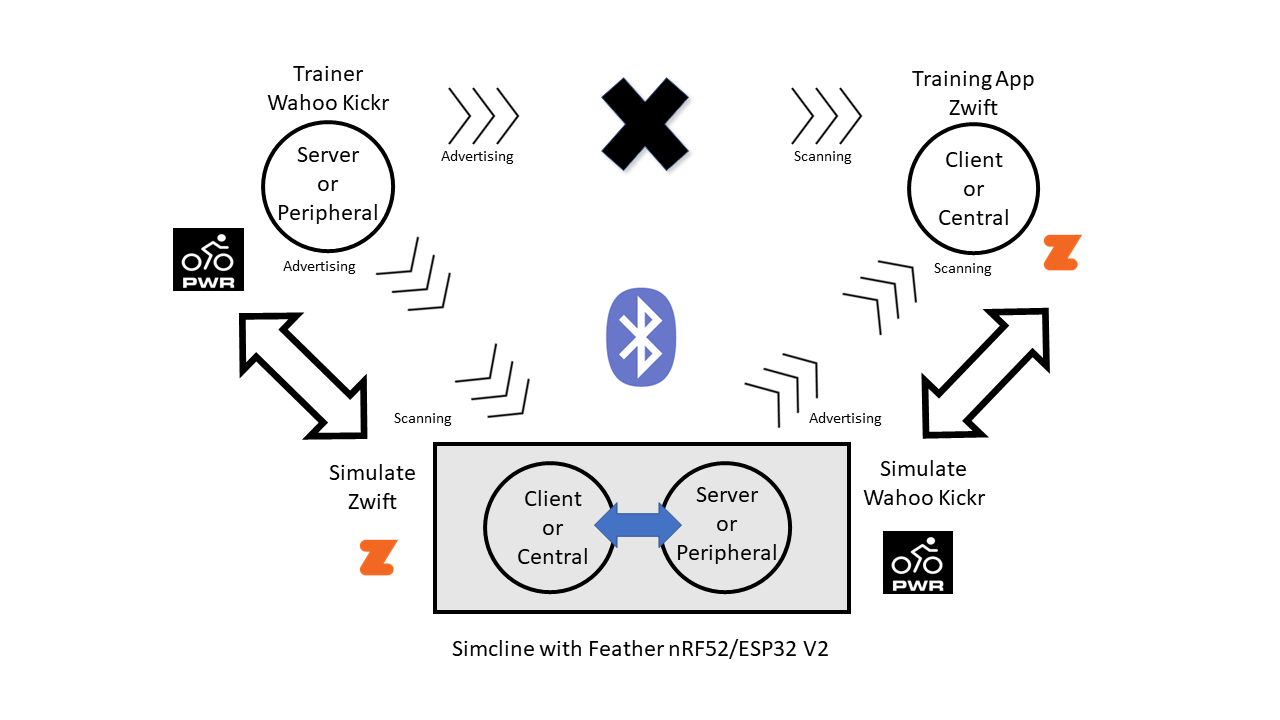 Trainer
Wahoo Kickr
Training App
Zwift
Server
or
Peripheral
Advertising
Scanning
Client
or
Central
PWR
Advertising
Scanning
Scanning
Advertising
Simulate
Zwift
Client
or
Central
Server
or
Peripheral
Simulate
Wahoo Kickr
PWR
Simcline with Feather nRF52/ESP32 V2